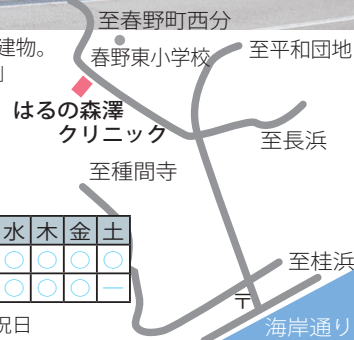 至春野町西分
建物。
春野東小学校
至平和団地
はるの森澤
クリニック
至長浜
至種間寺
水 木 金 土
○ ○ ○ ○
○ ○ ○ —
至桂浜
〒
海岸通り
祝日